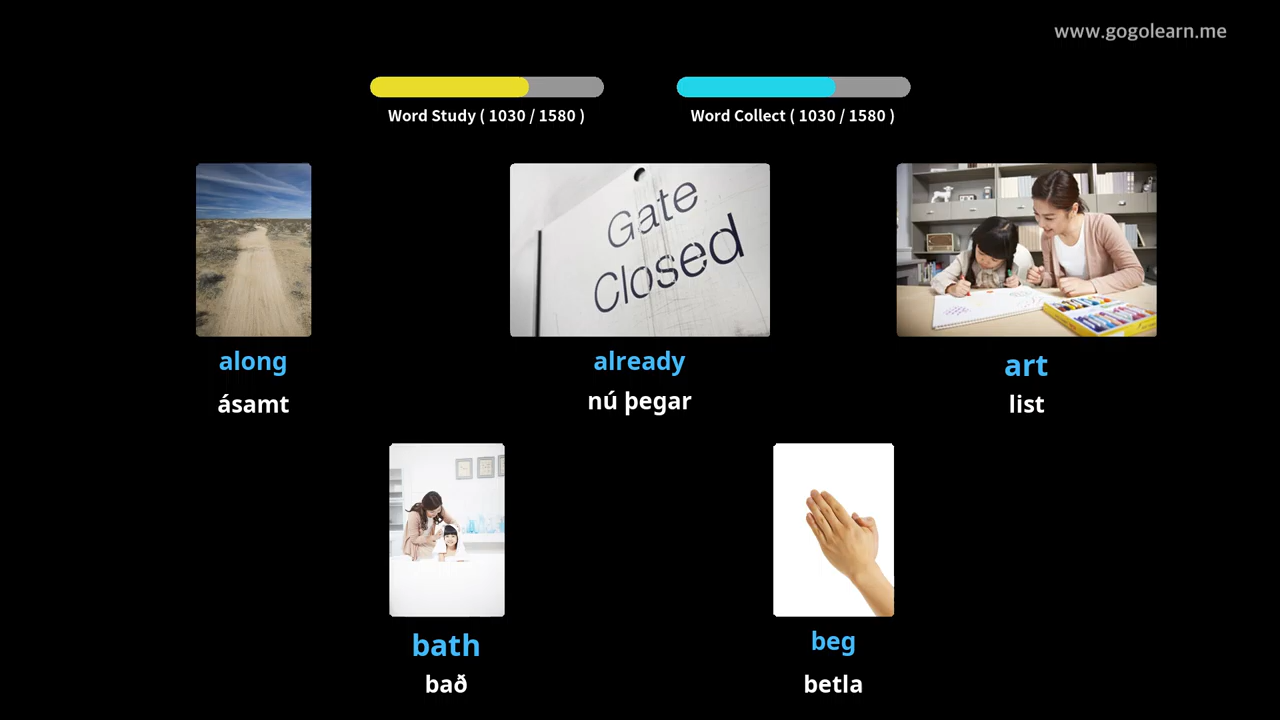 www.gogolearn.me
Word Study ( 1030 / 1580 )
Word Collect ( 1030 / 1580 )
Gate
Closed
along
ásamt
already
nú þegar
art
list
bath
bað
beg
betla